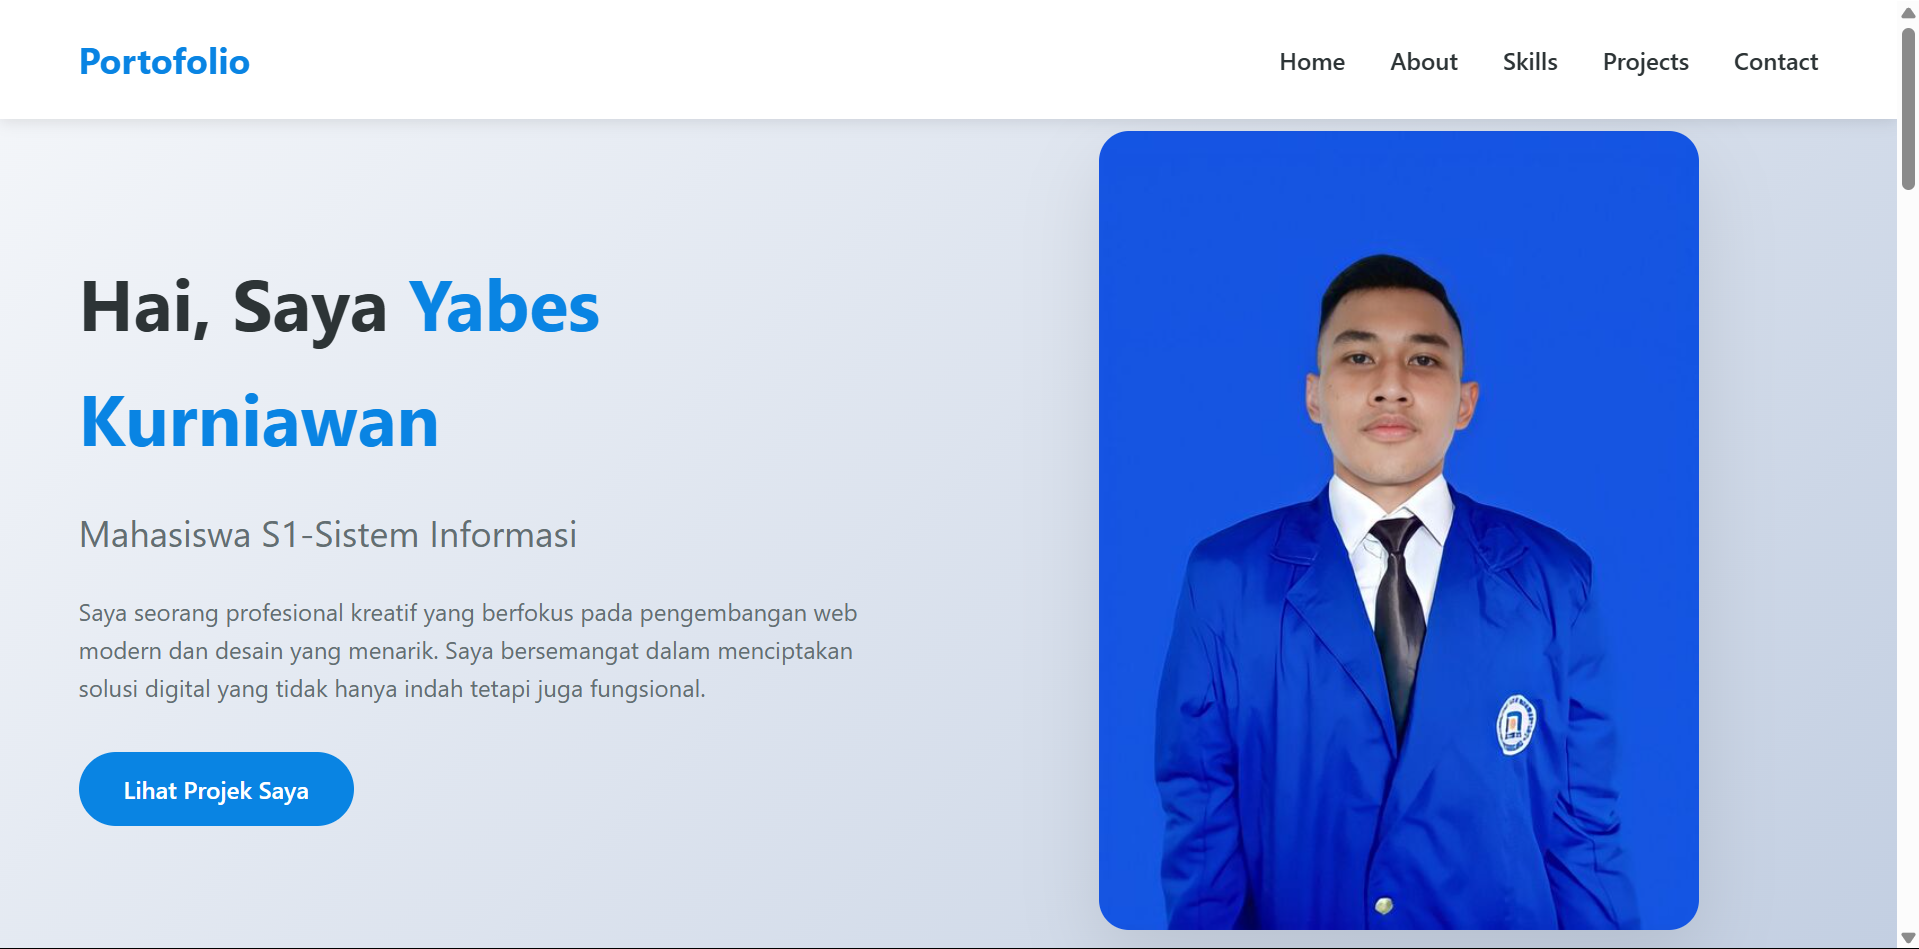 Portofolio
Home
About
Skills
Projects
Contact
Hai, Saya Yabes
Kurniawan
Mahasiswa S1-Sistem Informasi
Saya seorang profesional kreatif yang berfokus pada pengembangan web
modern dan desain yang menarik. Saya bersemangat dalam menciptakan
solusi digital yang tidak hanya indah tetapi juga fungsional.
Lihat Projek Saya